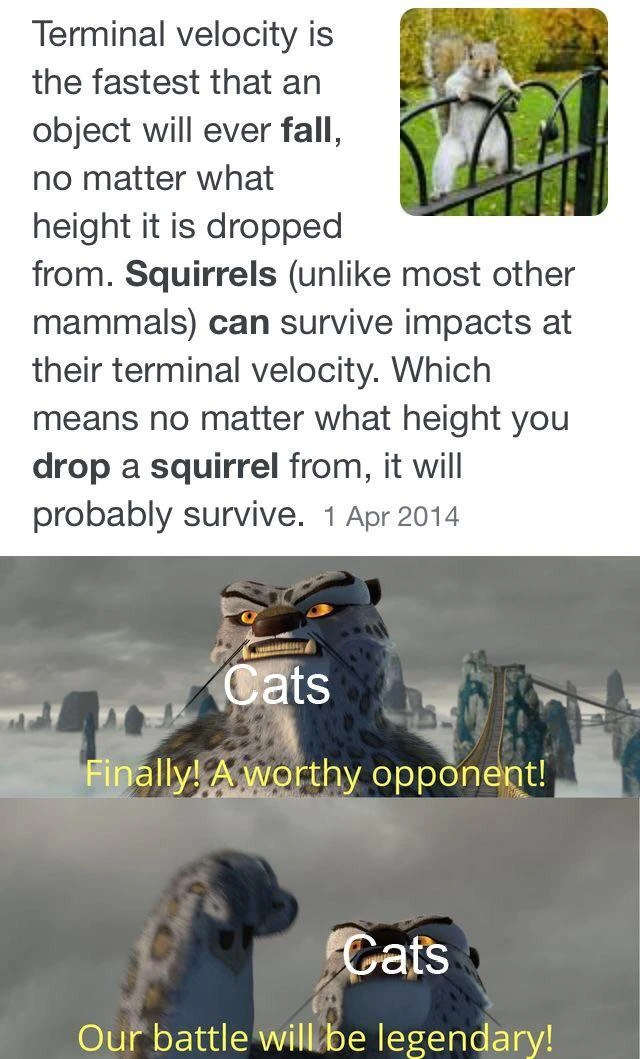 Terminal velocity is
the fastest that an
object will ever fall,
no matter what
height it is dropped
from. Squirrels (unlike most other
mammals) can survive impacts at
their terminal velocity. Which
means no matter what height you
drop a squirrel from, it will
probably survive. 1 Apr 2014
Cats
Finally! A worthy opponent!
Cats
Our battle will be legendary!